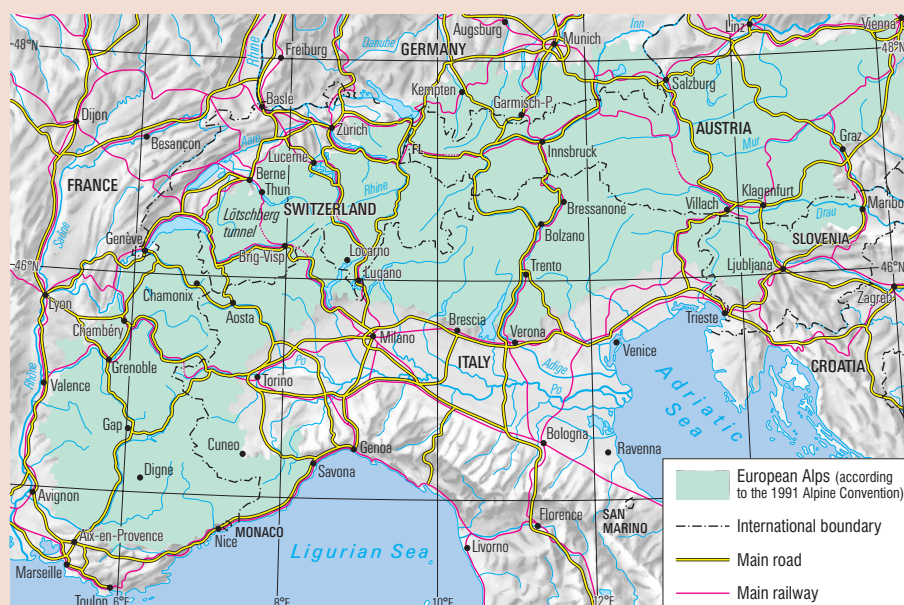 48°N
Rhine
Freiburg
Danube
GERMANY
Augsburg
Munich
Inn
Linz
Vienna
48°N
Kempten
Garmisch-P.
Salzburg
Dijon
Besançon
Basle
Zürich
Aare
Lucerne
FL
Innsbruck
AUSTRIA
Mur
Graz
FRANCE
Berne
Thun
Rhine
SWITZERLAND
Lötschberg
tunnel
Bressanone
Bolzano
Villach
Klagenfurt
Drau
Maribo
SLOVENIA
Saône
Genève
Brig-Visp
Locarno
Lugano
Trento
Ljubljana
46°N
46°N
Lyon
Chamonix
Aosta
Zagreb
Trieste
Chambéry
Grenoble
Milano
Brescia
Verona
Venice
ITALY
CROATIA
Rhône
Valence
Torino
Po
Adige
Po
Adriatic
Sea
Gap
Cuneo
Genoa
Bologna
Ravenna
Digne
Savona
Avignon
Aix-en-Provence
Nice
MONACO
Ligurian Sea
Livorno
Florence
SAN
MARINO
Marseille
Toulon
6°E
8°E
10°E
12°E
European Alps (according
to the 1991 Alpine Convention)
International boundary
Main road
Main railway